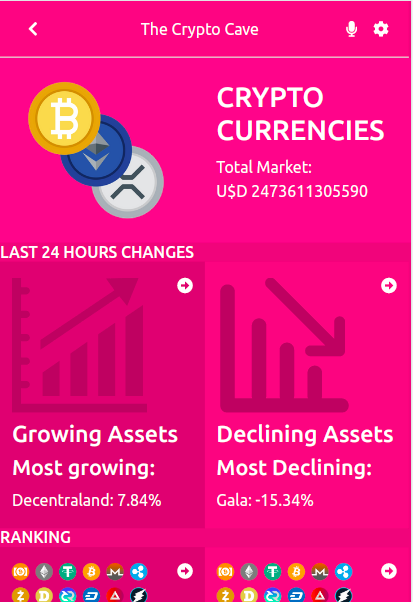 The Crypto Cave
CRYPTO
CURRENCIES
Total Market:
U$D 2473611305590
LAST 24 HOURS CHANGES
Growing Assets
Most growing:
Decentraland: 7.84%
Declining Assets
Most Declining:
Gala: -15.34%
RANKING